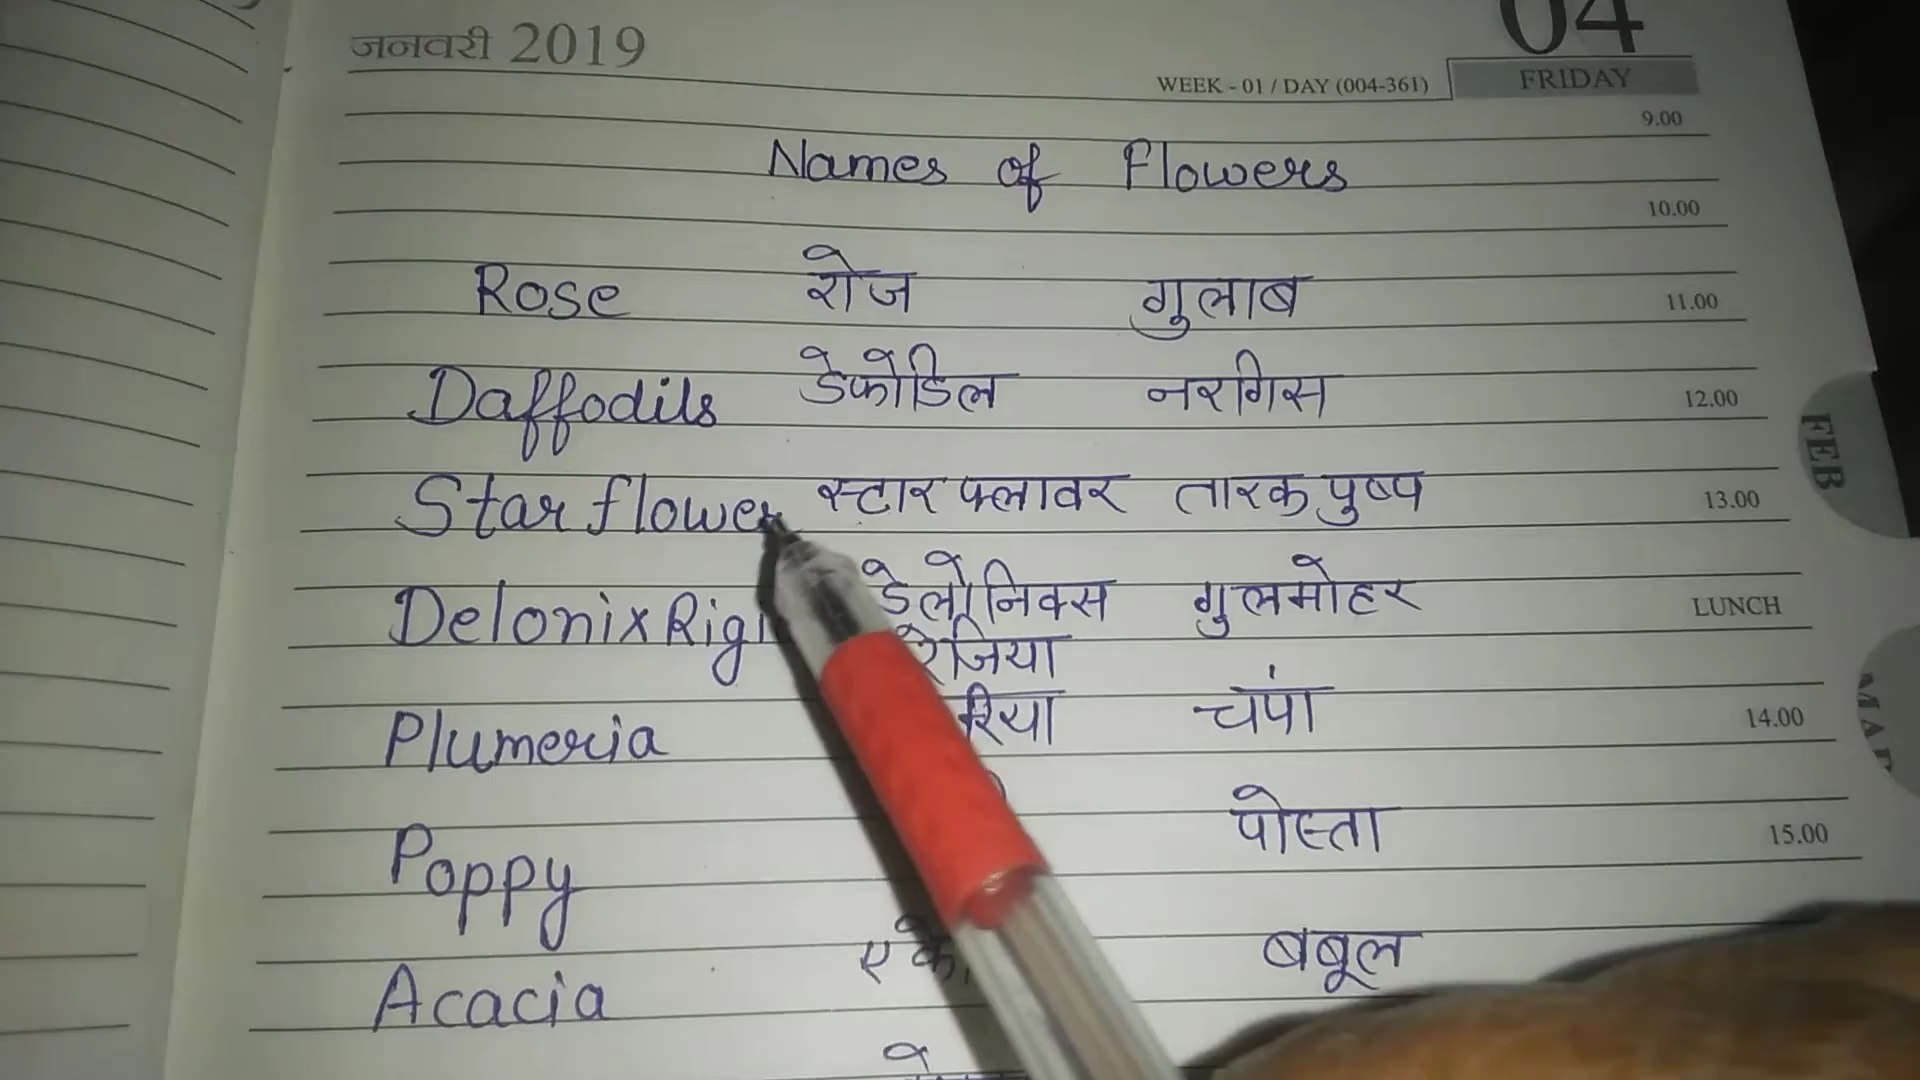 जनवरी 2019
04
WEEK - 01 / DAY (004-361) FRIDAY
9.00
Names of Flowers
10.00
Rose रोज गुलाब
11.00
Daffodils डेफोडिल नरगिस
12.00
FEB
Star flower स्टार फ्लावर तारक पुष्प
13.00
Delonix डेलोनिक्स गुलमोहर
LUNCH
रेजिया
Plumeria चंपा
14.00
Poppy पोस्ता
15.00
Acacia बबूल